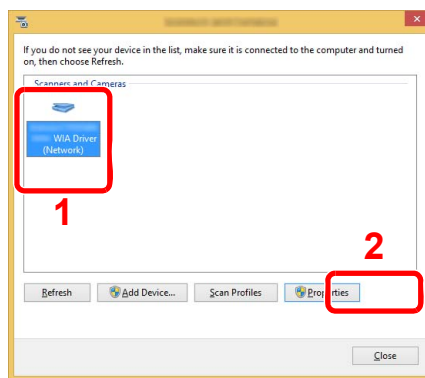 If you do not see your device in the list, make sure it is connected to the computer and turned
on, then choose Refresh.
Scanners and Cameras
WIA Driver
(Network)
1
2
Refresh
Add Device...
Scan Profiles
Properties
Close